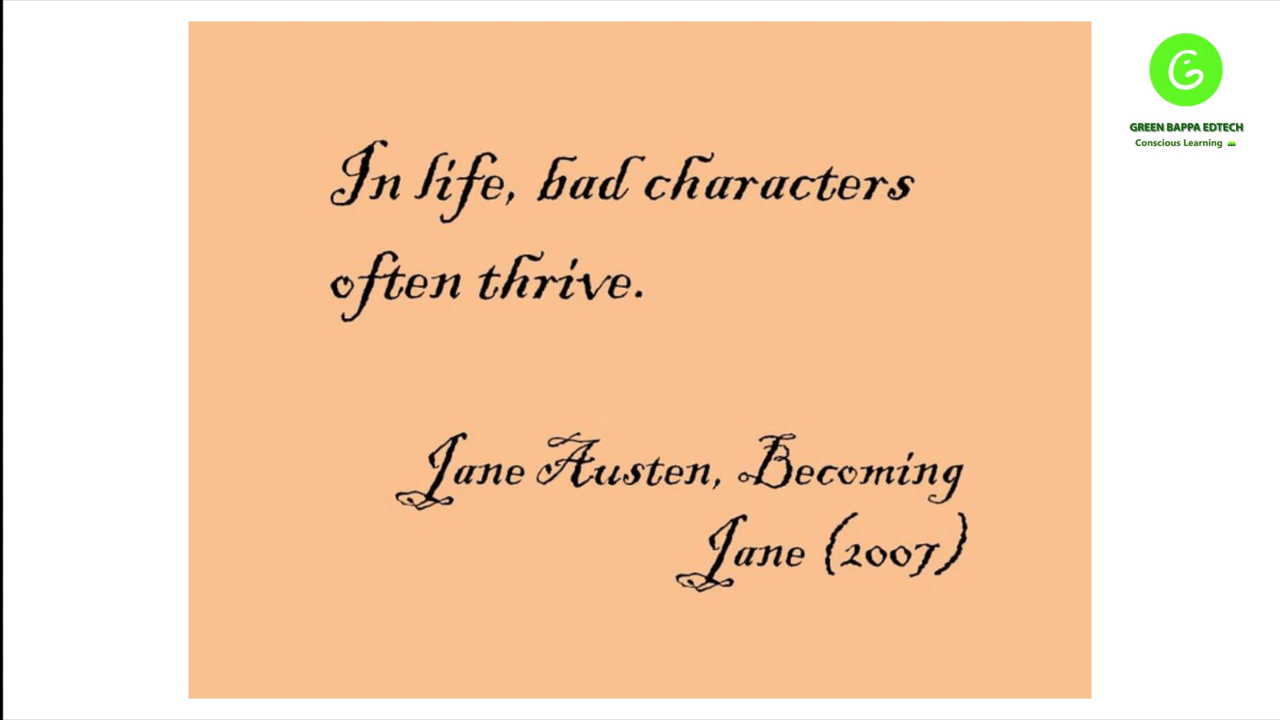 In life, bad characters
often thrive.
Jane Austen, Becoming
Jane (2007)
G
GREEN BAPPA EDTECH
Conscious Learning